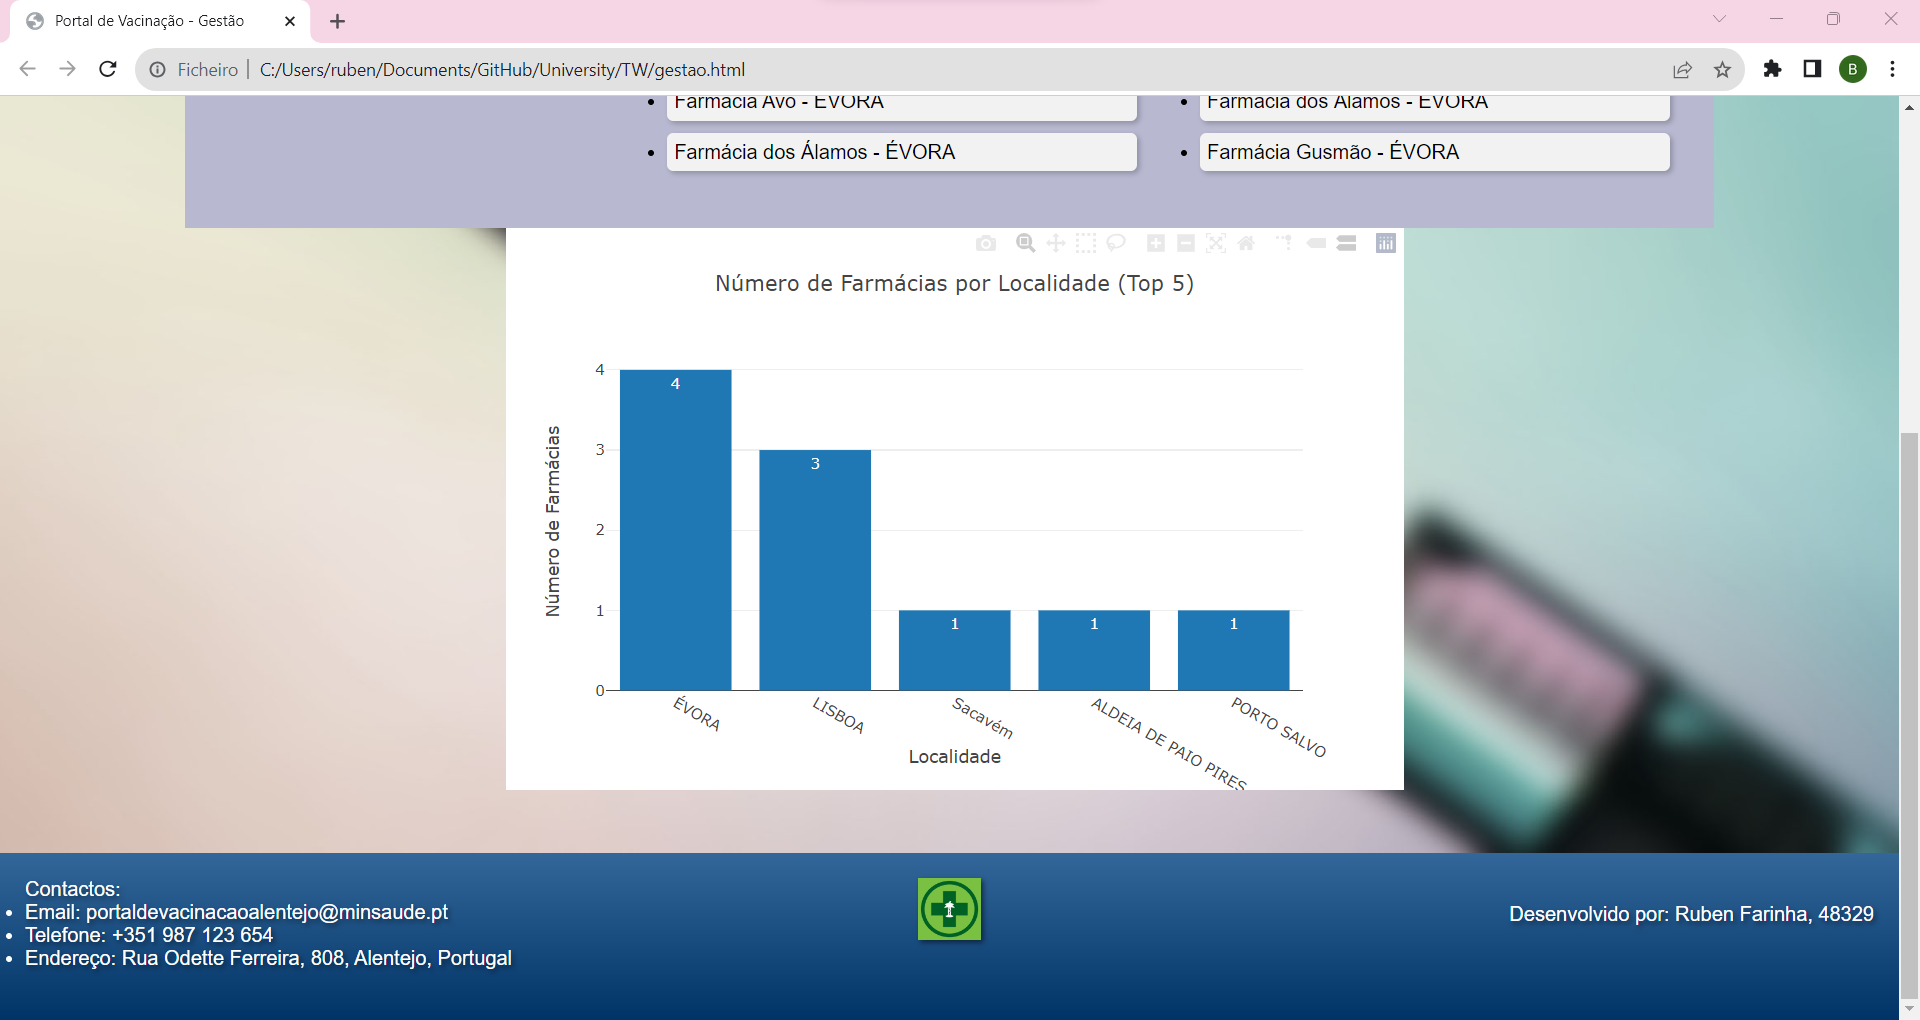 Portal de Vacinação - Gestão
Ficheiro C:/Users/ruben/Documents/GitHub/University/TW/gestao.html
B
Farmácia Avó - ÉVORA
Farmácia dos Álamos - ÉVORA
Farmácia dos Álamos - ÉVORA
Farmácia Gusmão - ÉVORA
Número de Farmácias por Localidade (Top 5)
Número de Farmácias
4
3
2
1
0
4
3
1
1
1
ÉVORA
LISBOA
Sacavém
ALDEIA DE PAIO PIRES
PORTO SALVO
Localidade
Contactos:
Email: portaldevacinacaoalentejo@minsaude.pt
Telefone: +351 987 123 654
Endereço: Rua Odette Ferreira, 808, Alentejo, Portugal
Desenvolvido por: Ruben Farinha, 48329